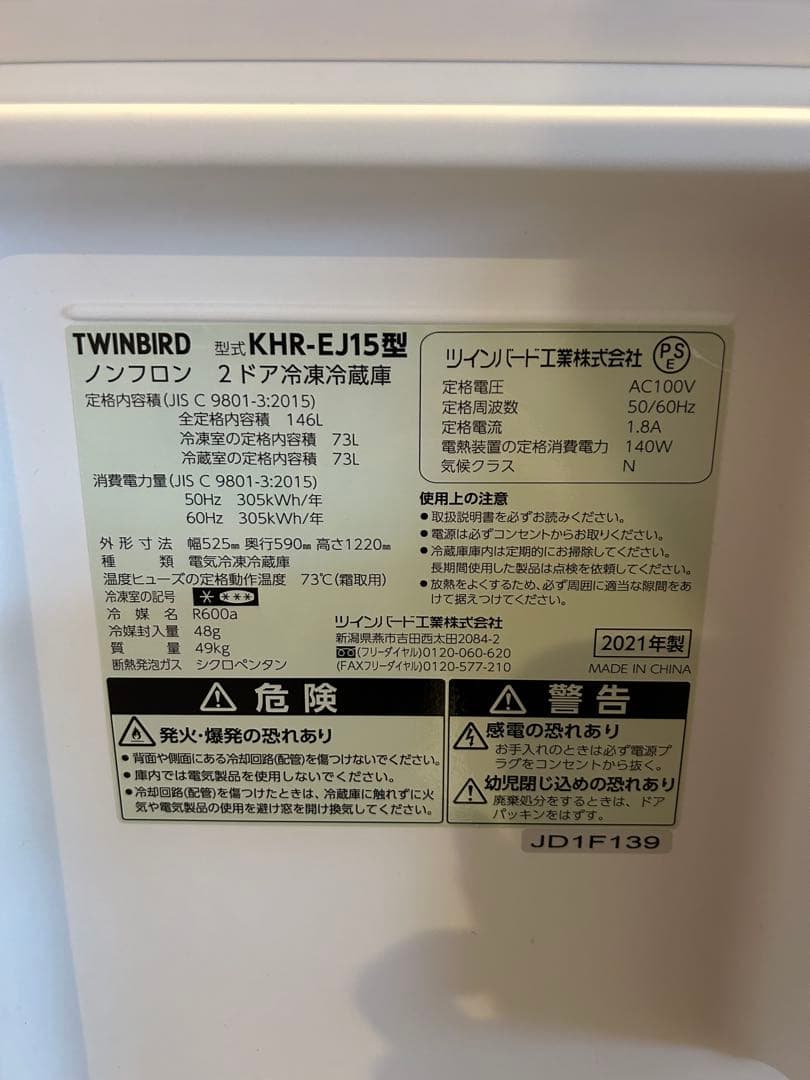 TWINBIRD 型式 KHR-EJ15型
ノンフロン 2ドア冷凍冷蔵庫
定格内容積(JIS C 9801-3:2015)
全定格内容積 146L
冷凍室の定格内容積 73L
冷蔵室の定格内容積 73L
消費電力量(JIS C 9801-3:2015)
50Hz 305kWh/年
60Hz 305kWh/年
外形寸法 幅525mm 奥行590mm 高さ1220mm
種類 電気冷凍冷蔵庫
温度ヒューズの定格動作温度 73℃(霜取用)
冷凍室の記号
冷媒名 R600a
冷媒封入量 48g
質量 49kg
断熱発泡ガス シクロペンタン
ツインバード工業株式会社 PSE
定格電圧 AC100V
定格周波数 50/60Hz
定格電流 1.8A
電熱装置の定格消費電力 140W
気候クラス N
使用上の注意
●取扱説明書を必ずお読みください。
●電源は必ずコンセントからお取りください。
●冷蔵庫庫内は定期的にお掃除してください。
長期間使用した製品は点検を依頼してください。
●放熱をよくするため、必ず周囲に適当な隙間をあ
けて据えつけてください。
ツインバード工業株式会社
新潟県燕市吉田西太田2084-2
(フリーダイヤル)0120-060-620
(FAXフリーダイヤル)0120-577-210
2021年製
MADE IN CHINA
危険
発火・爆発の恐れあり
●背面や側面にある冷却回路(配管)を傷つけないでください。
●庫内では電気製品を使用しないでください。
●冷却回路(配管)を傷つけたときは、冷蔵庫に触れずに火
気や電気製品の使用を避け窓を開け換気してください。
警告
感電の恐れあり
お手入れのときは必ず電源プ
ラグをコンセントから抜く。
幼児閉じ込めの恐れあり
廃棄処分をするときは、ドア
パッキンをはずす。
JD1F139